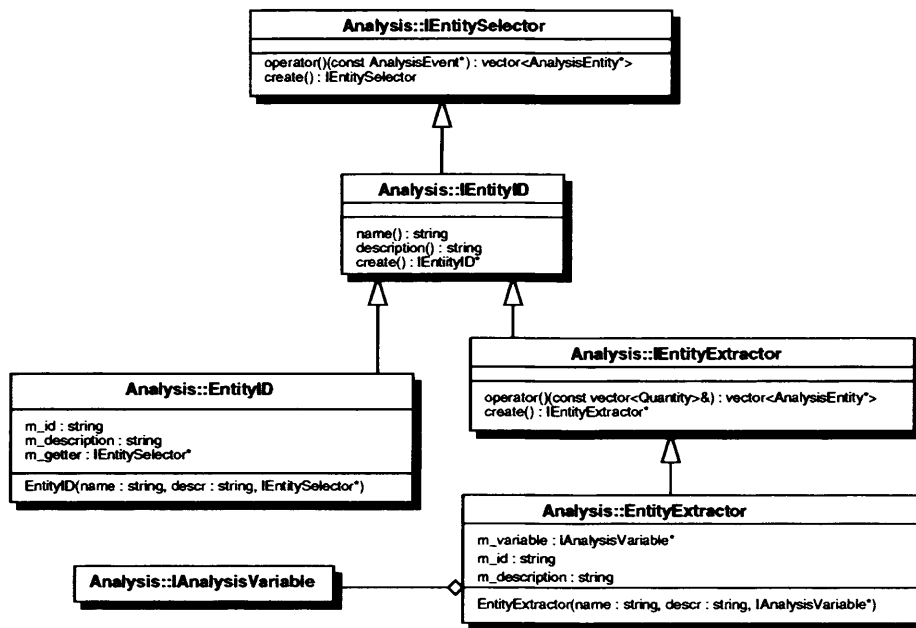 Analysis::IEntitySelector
operator()(const AnalysisEvent*) : vector<AnalysisEntity*>
create() : IEntitySelector
Analysis::IEntityID
name() : string
description() : string
create() : IEntiityID*
Analysis::EntityID
m_id : string
m_description : string
m_getter : IEntitySelector*
EntityID(name : string, descr : string, IEntitySelector*)
Analysis::IEntityExtractor
operator()(const vector<Quantity>&) : vector<AnalysisEntity*>
create() : IEntityExtractor*
Analysis::EntityExtractor
m_variable : IAnalysisVariable*
m_id : string
m_description : string
EntityExtractor(name : string, descr : string, IAnalysisVariable*)
Analysis::IAnalysisVariable